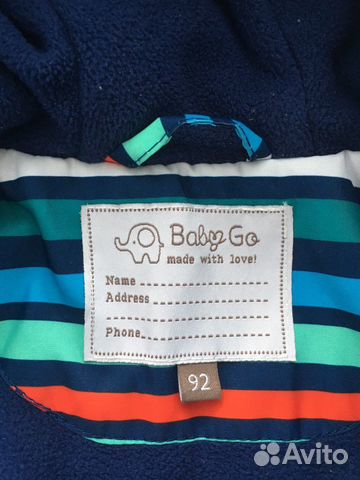 Baby Go
made with love!
Name
Address
Phone
92
Avito